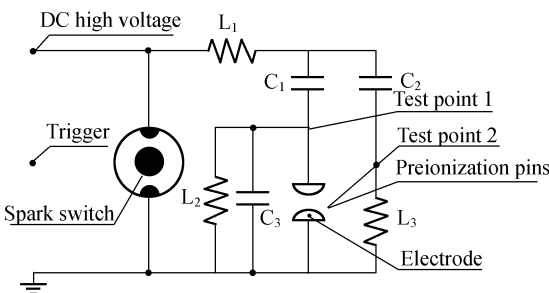 DC high voltage
L1
C1
C2
Test point 1
Trigger
Test point 2
Preionization pins
L2
C3
L3
Spark switch
Electrode